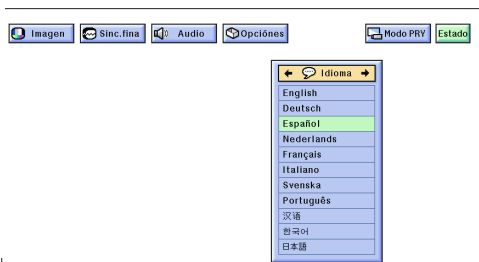 Imagen Sinc.fina Audio Opciónes Modo PRY Estado
Idioma
English
Deutsch
Español
Nederlands
Français
Italiano
Svenska
Português
汉语
한국어
日本語